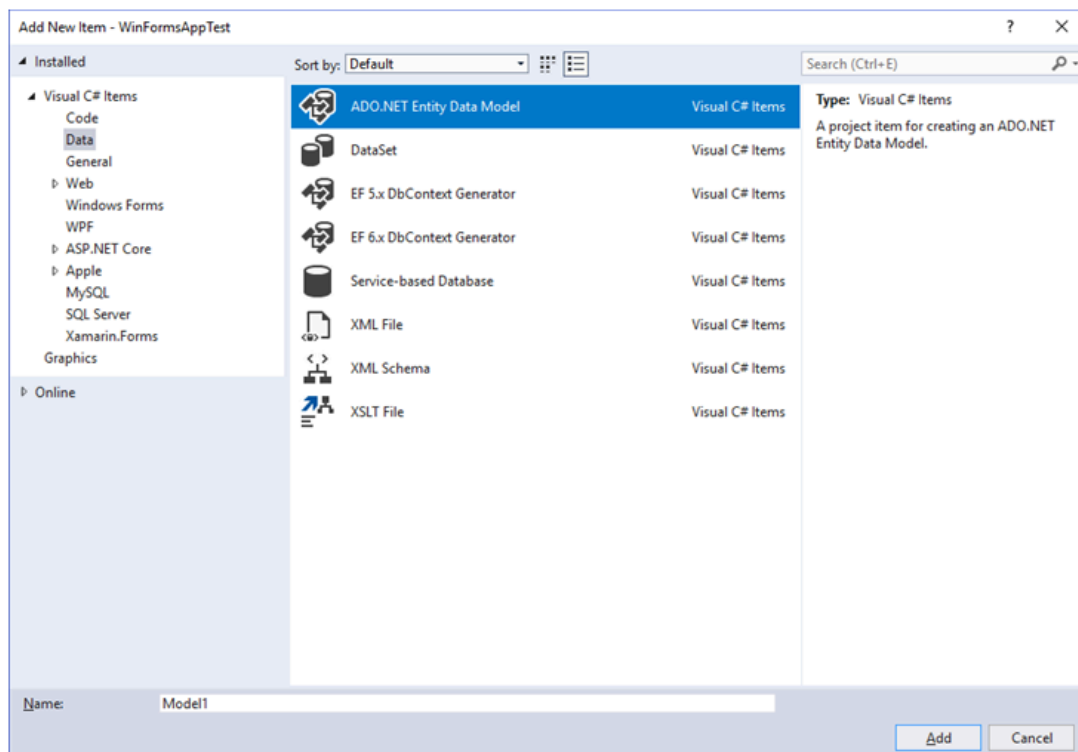 Add New Item - WinFormsAppTest
?
Installed
Sort by: Default
Search (Ctrl+E)
Visual C# Items
Code
Data
General
Web
Windows Forms
WPF
ASP.NET Core
Apple
MySQL
SQL Server
Xamarin.Forms
Graphics
Online
ADO.NET Entity Data Model Visual C# Items
DataSet Visual C# Items
EF 5.x DbContext Generator Visual C# Items
EF 6.x DbContext Generator Visual C# Items
Service-based Database Visual C# Items
XML File Visual C# Items
XML Schema Visual C# Items
XSLT File Visual C# Items
Type: Visual C# Items
A project item for creating an ADO.NET
Entity Data Model.
Name: Model1
Add Cancel